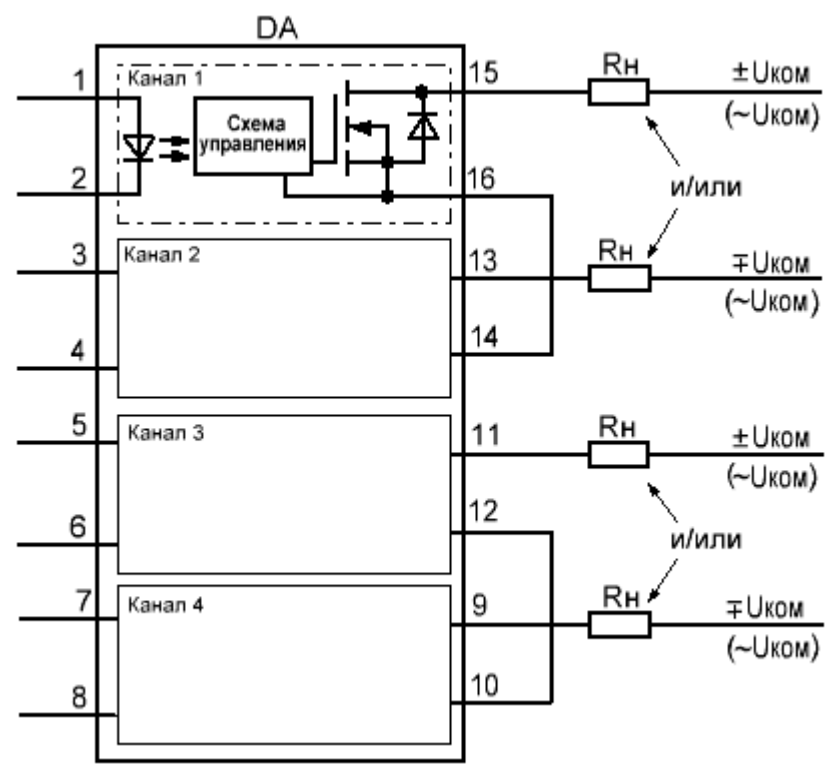 DA
Канал 1
1
Схема
управления
15
Rн
±Uком
(~Uком)
2
16
и/или
3
Канал 2
13
Rн
∓Uком
(~Uком)
4
14
5
Канал 3
11
Rн
±Uком
(~Uком)
6
12
и/или
7
Канал 4
9
Rн
∓Uком
(~Uком)
8
10